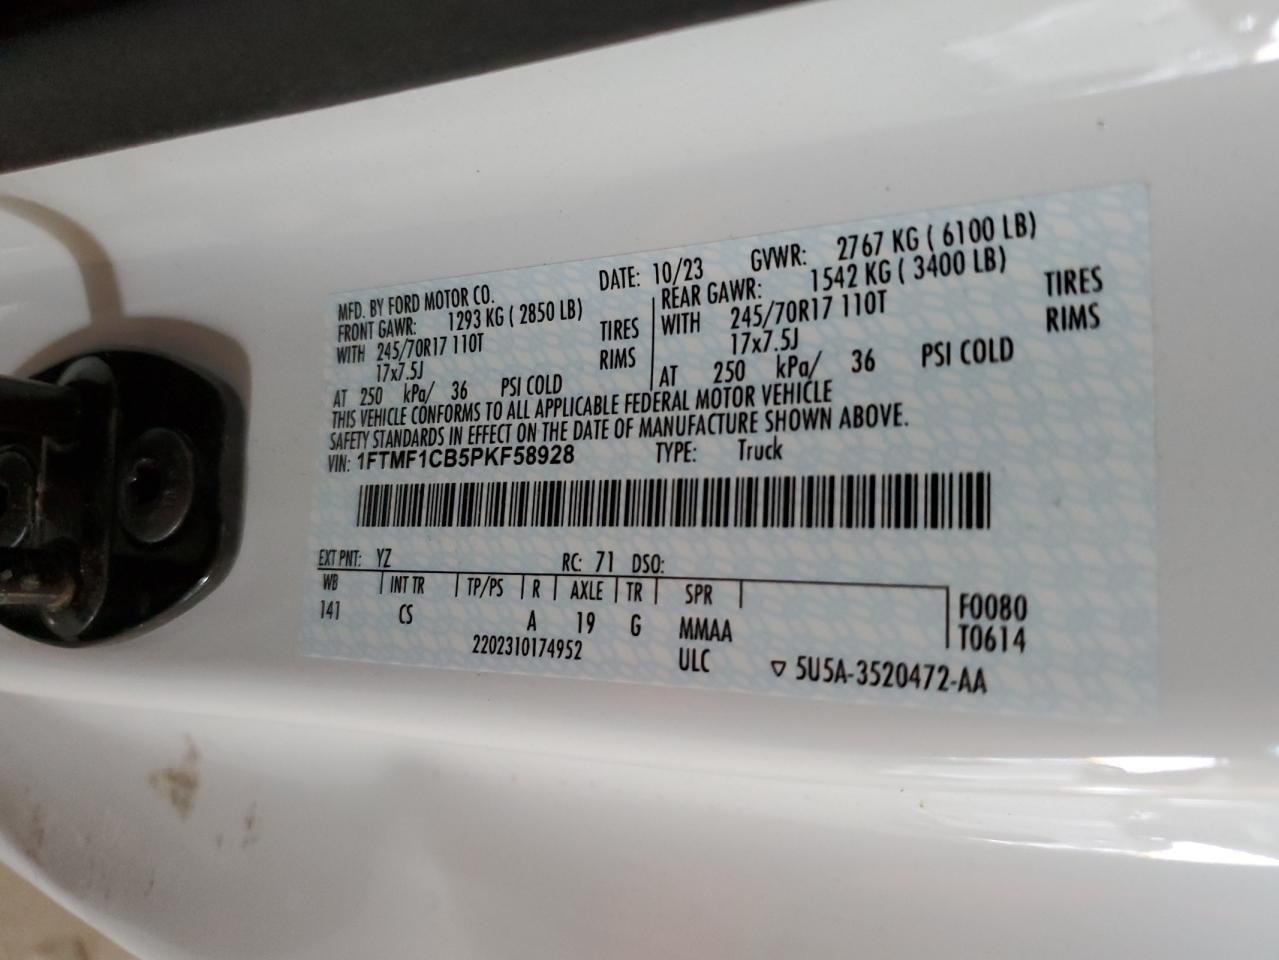 MFD. BY FORD MOTOR CO. DATE: 10/23 GVWR: 2767 KG ( 6100 LB)
FRONT GAWR: 1293 KG ( 2850 LB) REAR GAWR: 1542 KG ( 3400 LB)
WITH 245/70R17 110T TIRES WITH 245/70R17 110T TIRES
17x7.5J RIMS 17x7.5J RIMS
AT 250 kPa/ 36 PSI COLD AT 250 kPa/ 36 PSI COLD
THIS VEHICLE CONFORMS TO ALL APPLICABLE FEDERAL MOTOR VEHICLE
SAFETY STANDARDS IN EFFECT ON THE DATE OF MANUFACTURE SHOWN ABOVE.
VIN: 1FTMF1CB5PKF58928 TYPE: Truck
EXT PNT: YZ RC: 71 DSO:
WB INT TR TP/PS R AXLE TR SPR F0080
141 CS A 19 G MMAA T0614
2202310174952 ULC ▽ 5U5A-3520472-AA